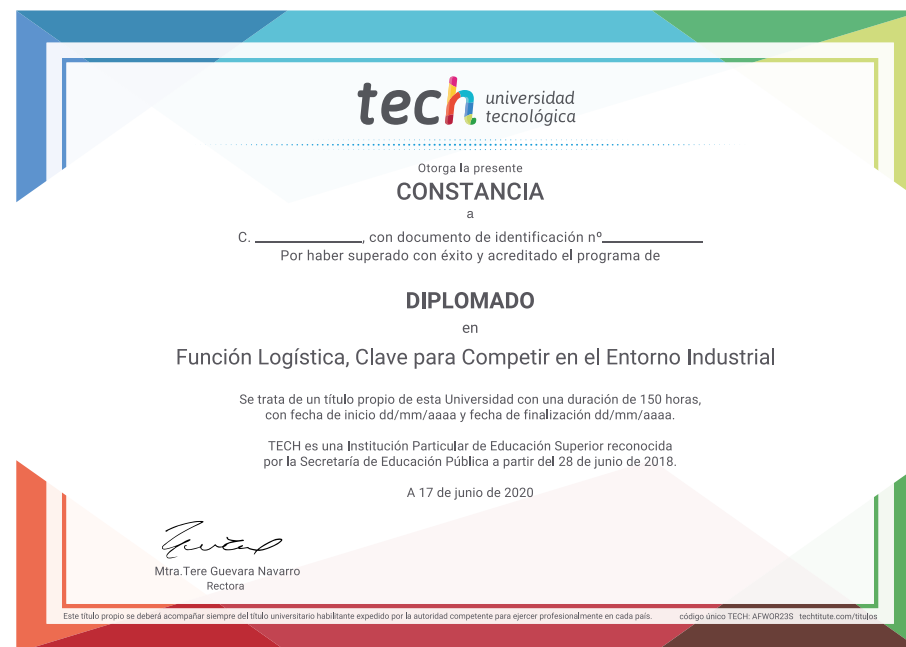 tech universidad
tecnológica
Otorga la presente
CONSTANCIA
a
C. ____________, con documento de identificación nº____________
Por haber superado con éxito y acreditado el programa de
DIPLOMADO
en
Función Logística, Clave para Competir en el Entorno Industrial
Se trata de un título propio de esta Universidad con una duración de 150 horas,
con fecha de inicio dd/mm/aaaa y fecha de finalización dd/mm/aaaa.
TECH es una Institución Particular de Educación Superior reconocida
por la Secretaría de Educación Pública a partir del 28 de junio de 2018.
A 17 de junio de 2020
Mtra.Tere Guevara Navarro
Rectora
Este título propio se deberá acompañar siempre del título universitario habilitante expedido por la autoridad competente para ejercer profesionalmente en cada país. código único TECH: AFWOR23S techtitute.com/titulos